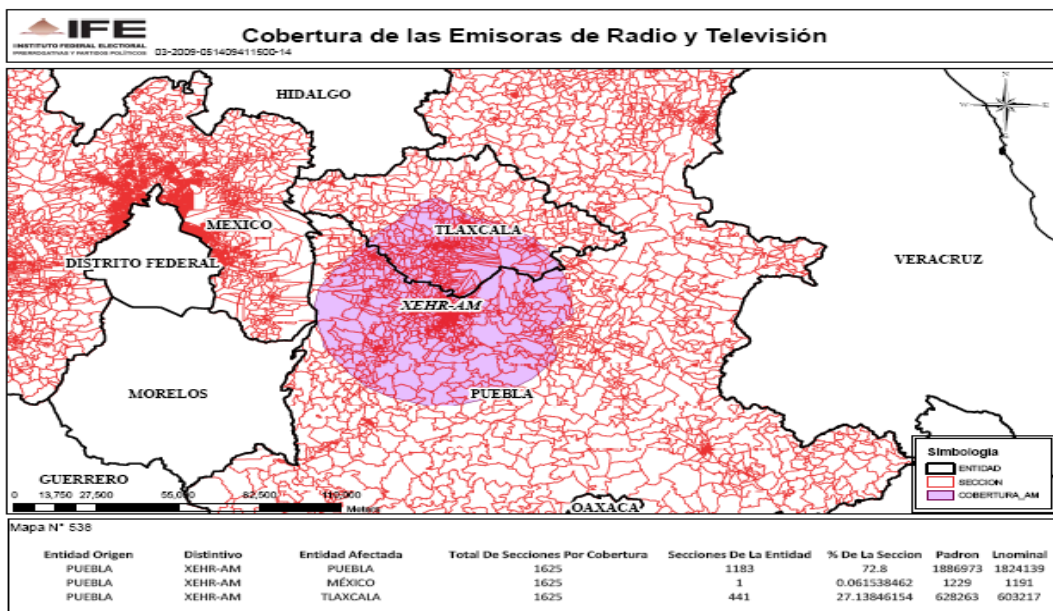 IFE
INSTITUTO FEDERAL ELECTORAL
PRERROGATIVAS Y PARTIDOS POLÍTICOS
03-2009-051409411500-14
Cobertura de las Emisoras de Radio y Televisión
HIDALGO
N
W
E
S
MEXICO
TLAXCALA
DISTRITO FEDERAL
VERACRUZ
XEHR-AM
MORELOS
PUEBLA
GUERRERO
OAXACA
0 13,750 27,500 55,000 82,500 110,000
Meters
Simbologia
ENTIDAD
SECCION
COBERTURA_AM
Mapa N° 538
Entidad Origen Distintivo Entidad Afectada Total De Secciones Por Cobertura Secciones De La Entidad % De La Seccion Padron Lnominal
PUEBLA XEHR-AM PUEBLA 1625 1183 72.8 1886973 1824139
PUEBLA XEHR-AM MÉXICO 1625 1 0.061538462 1229 1191
PUEBLA XEHR-AM TLAXCALA 1625 441 27.13846154 628263 603217